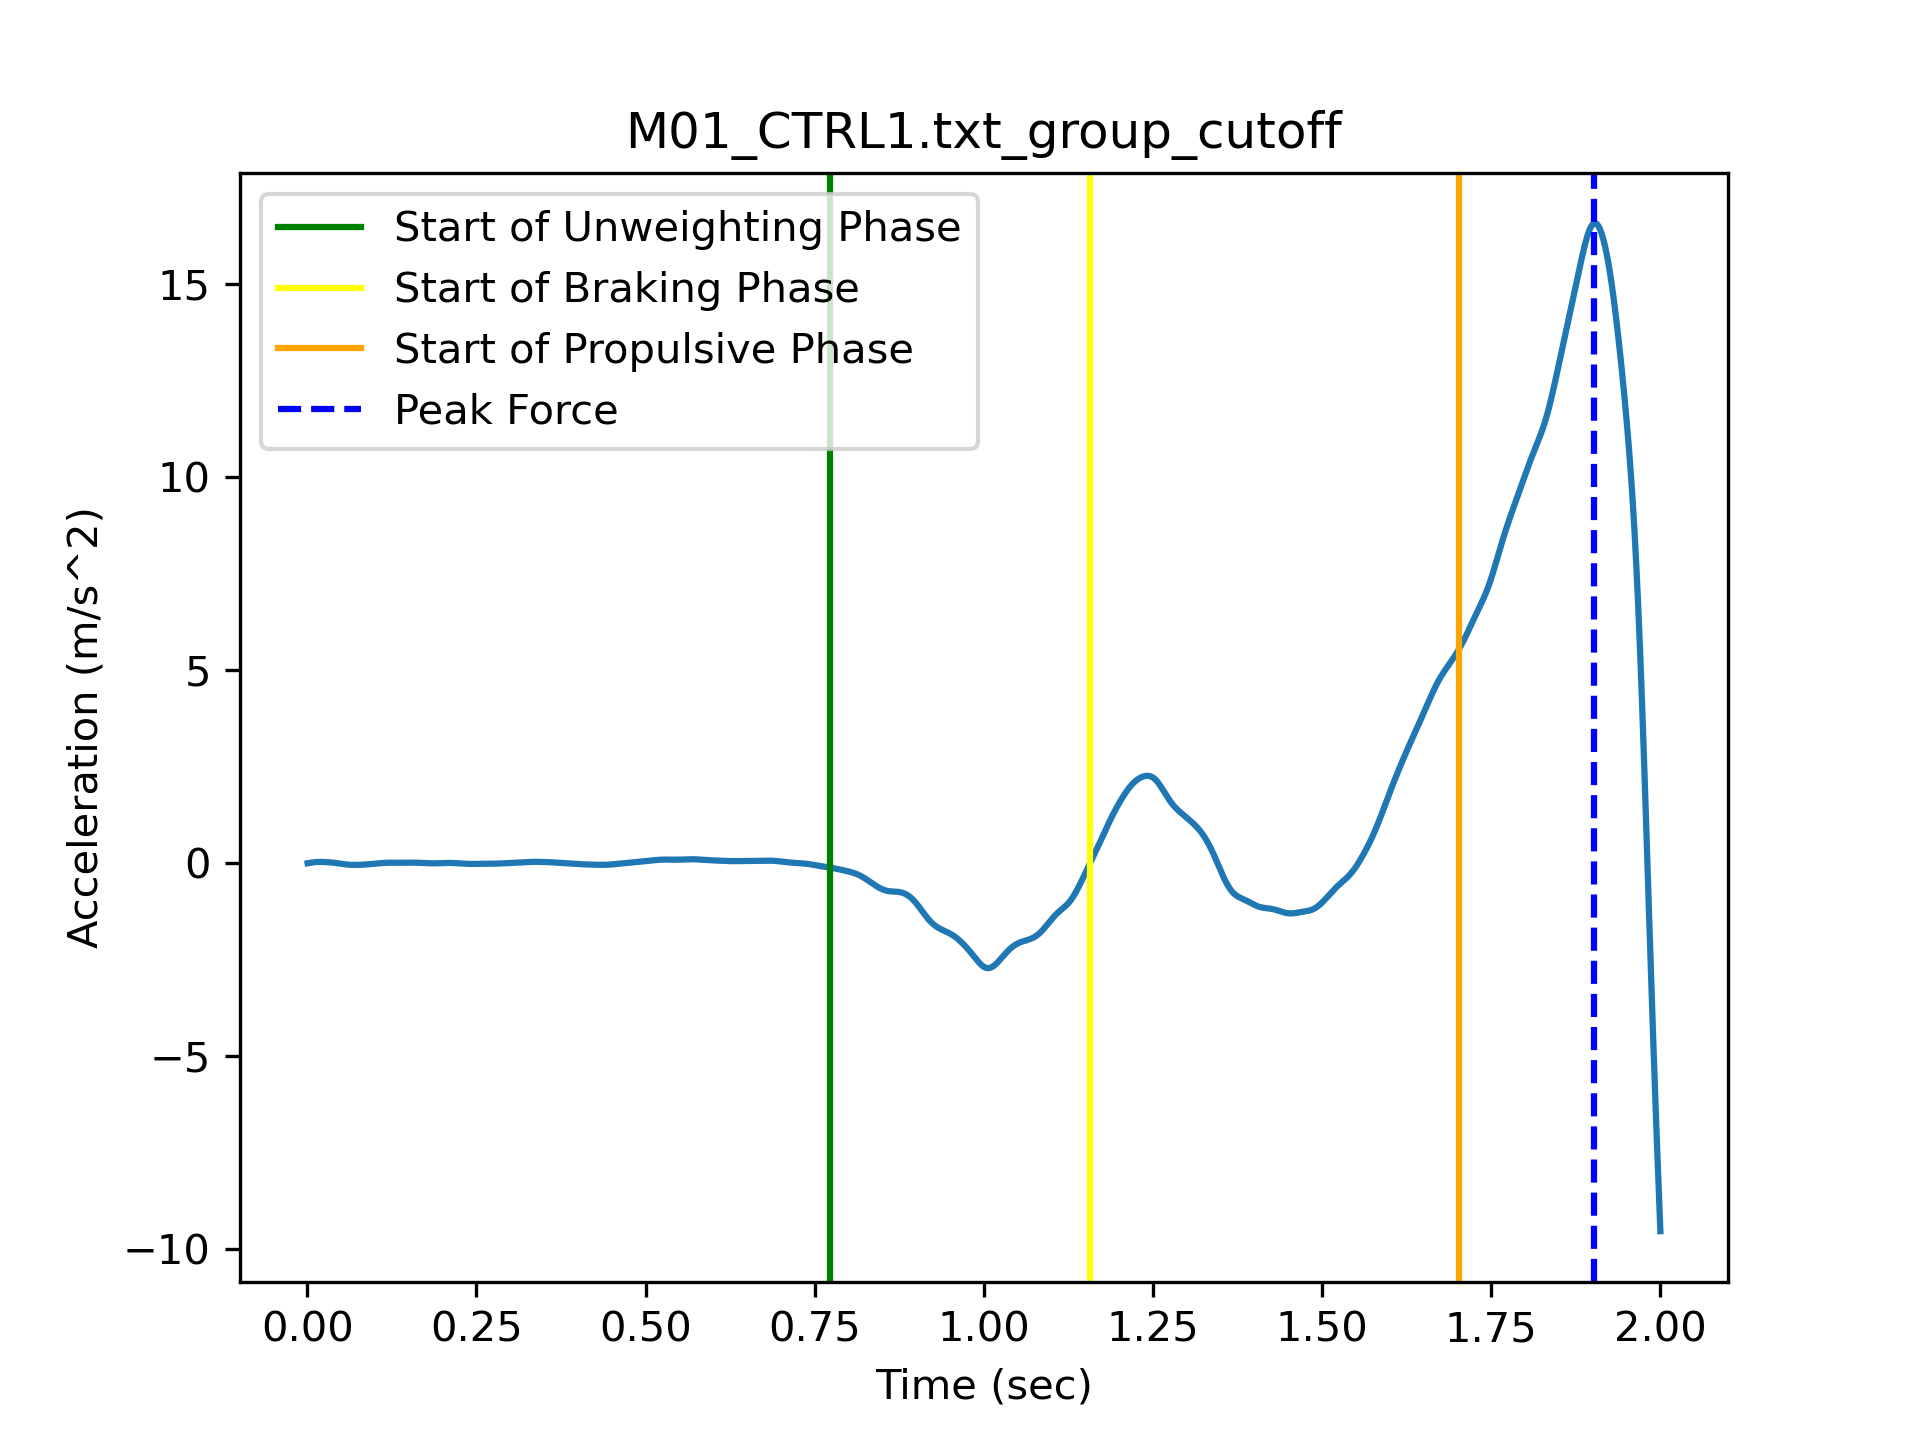 M01_CTRL1.txt_group_cutoff
Start of Unweighting Phase
Start of Braking Phase
Start of Propulsive Phase
Peak Force
Acceleration (m/s^2)
15
10
5
0
−5
−10
0.00 0.25 0.50 0.75 1.00 1.25 1.50 1.75 2.00
Time (sec)